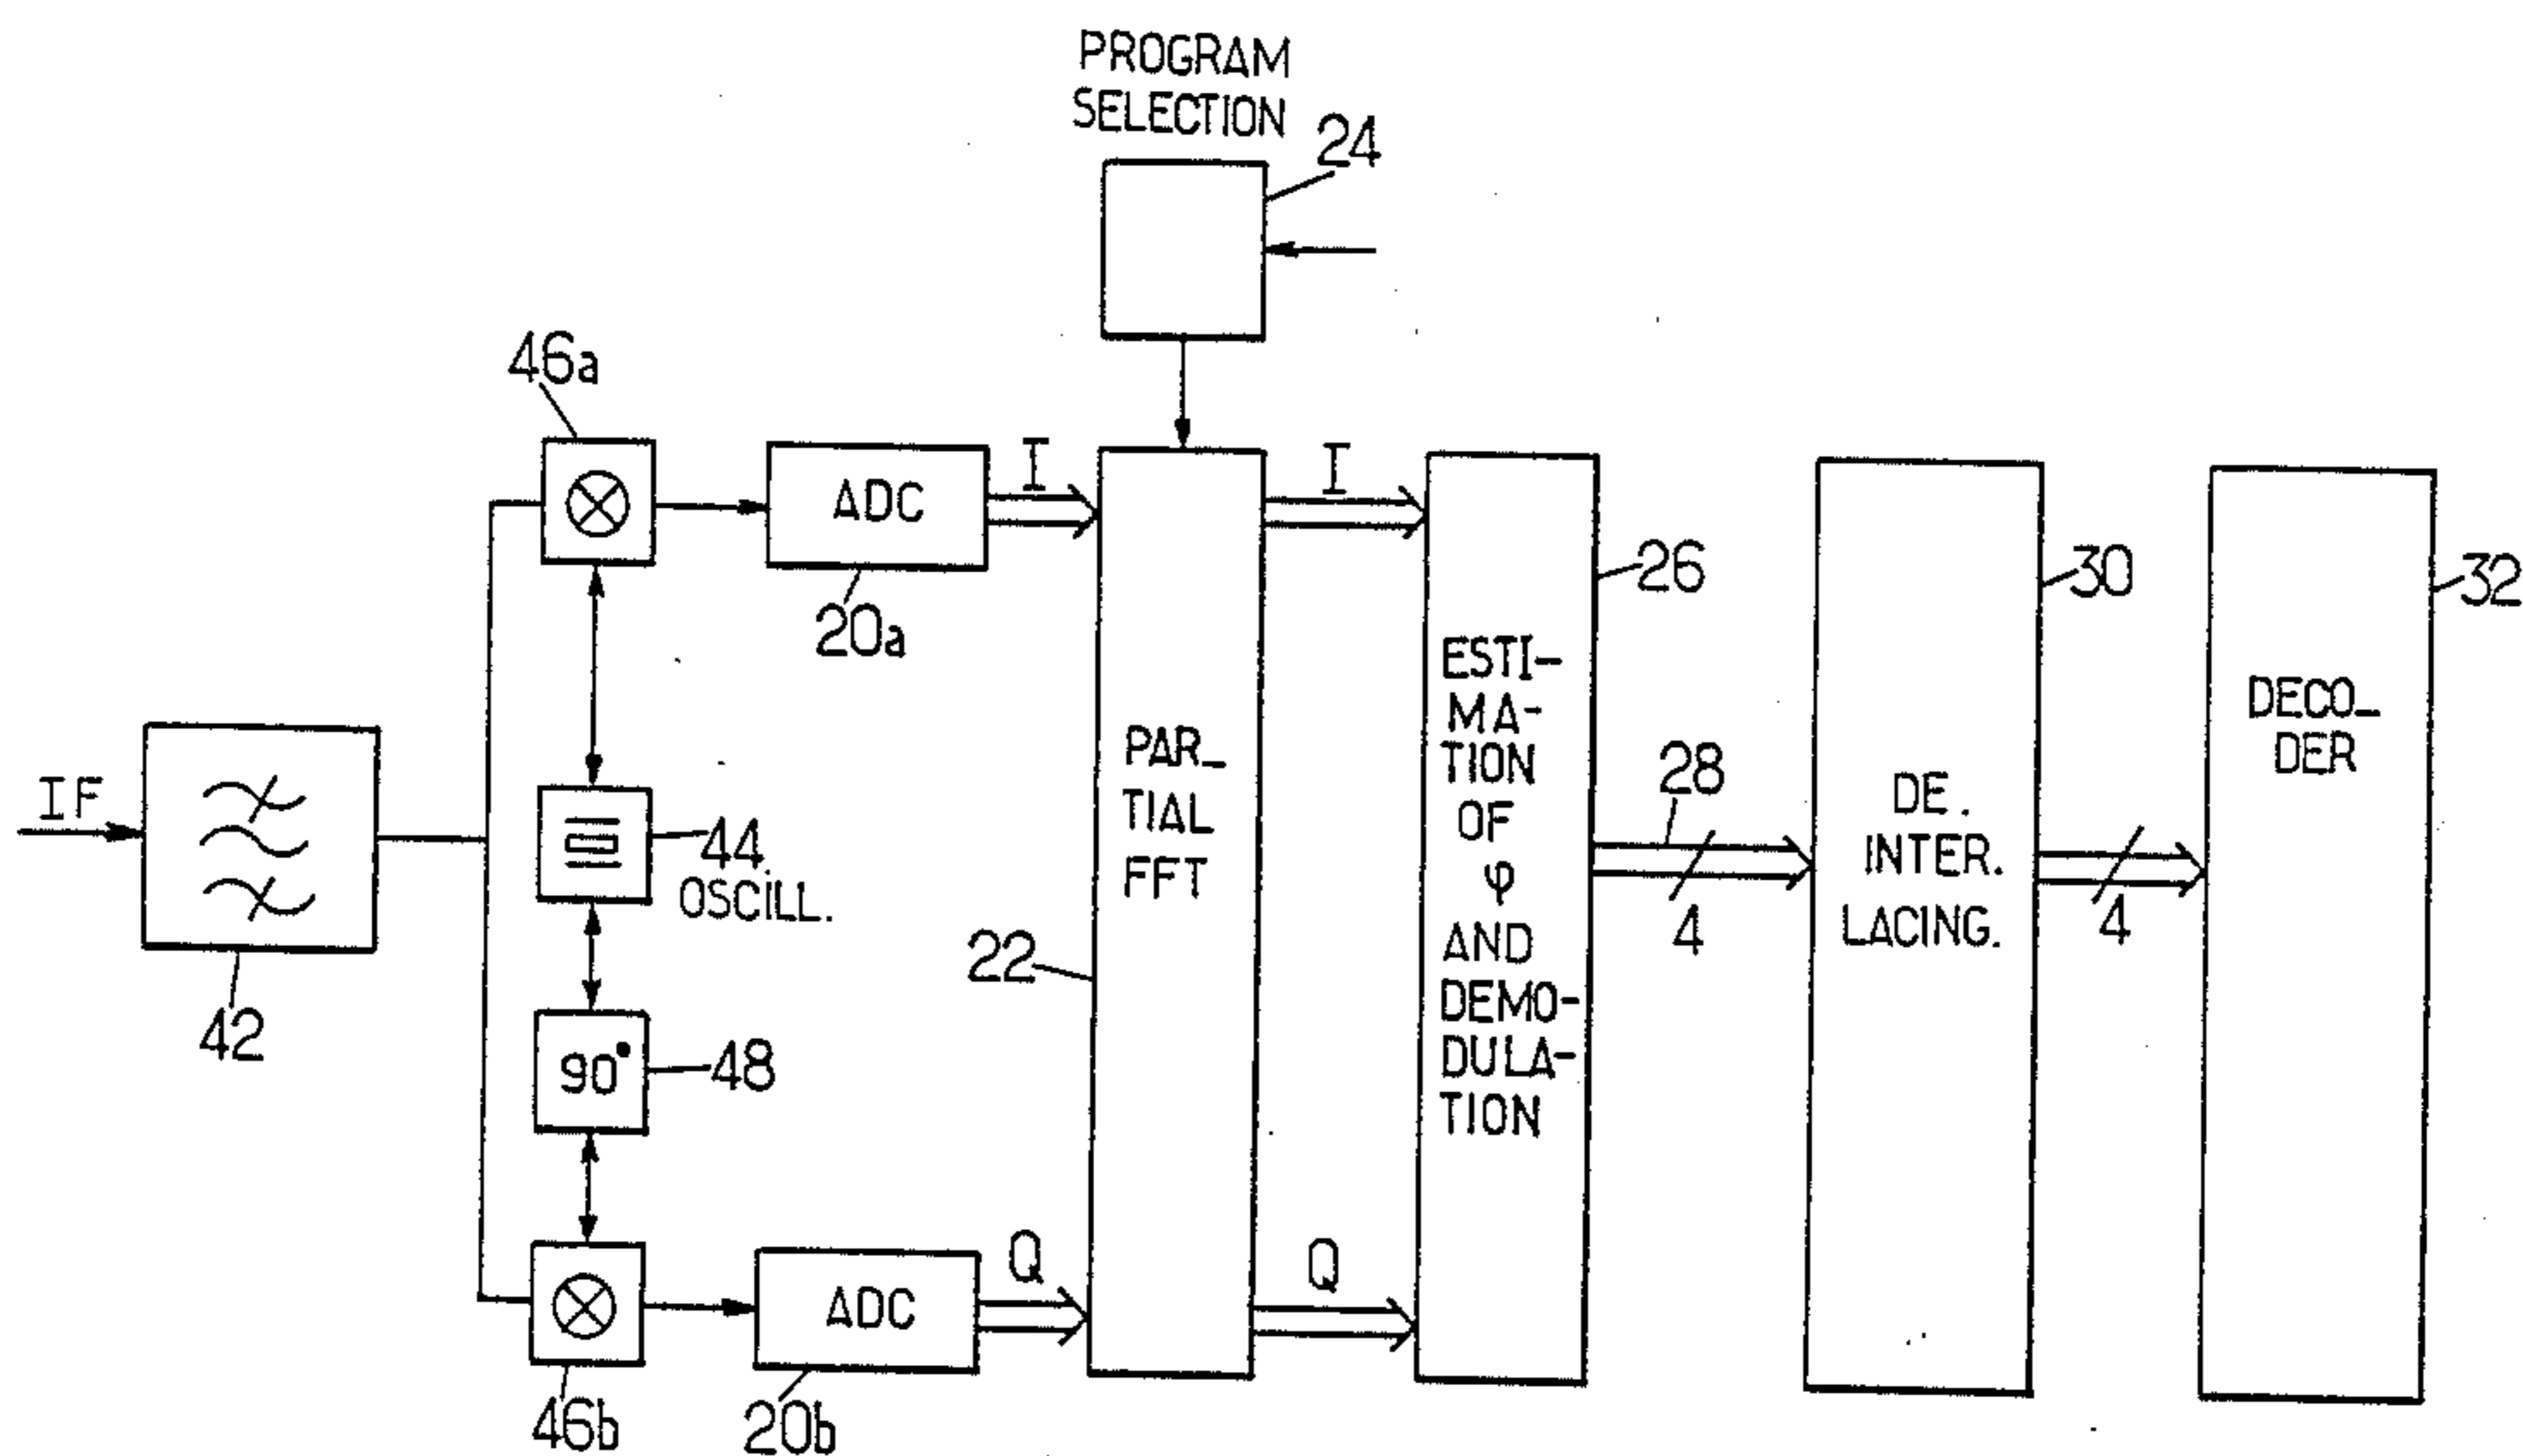 PROGRAM
SELECTION
24
46a
ADC
I
I
20a
26
30
32
IF
42
44
OSCILL.
90°
48
22
PAR_
TIAL
FFT
ESTI-
MA-
TION
OF
φ
AND
DEMO-
DULA-
TION
28
4
DE.
INTER.
LACING.
4
DECO_
DER
46b
ADC
20b
Q
Q